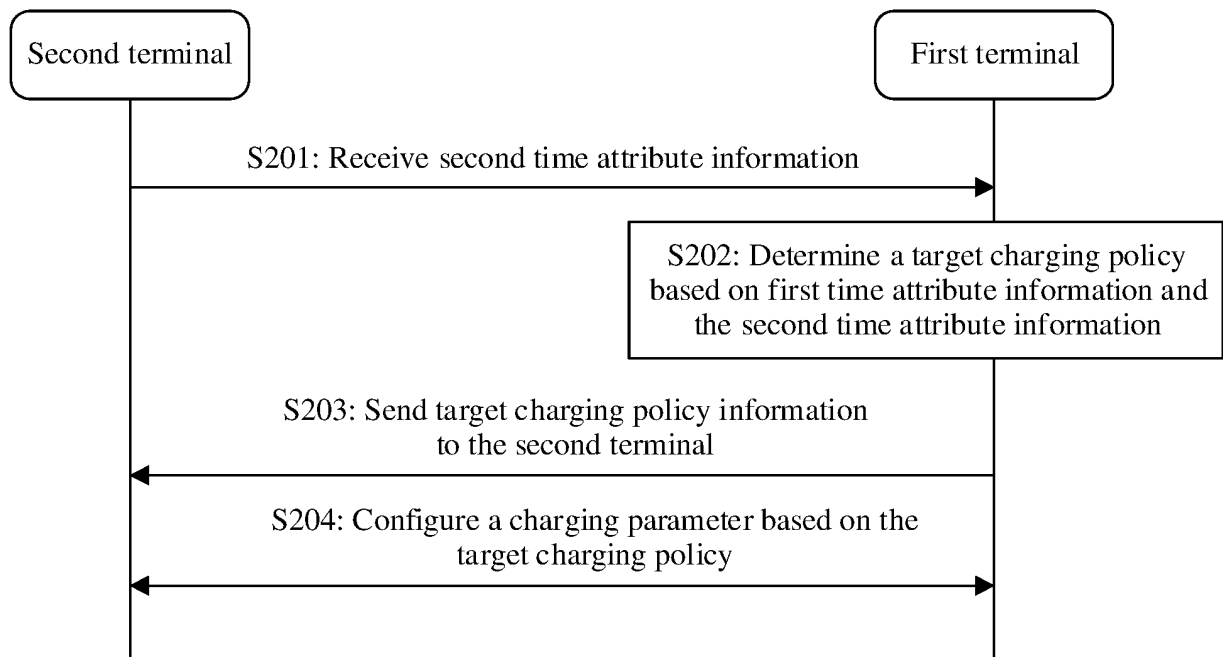 Second terminal
First terminal
S201: Receive second time attribute information
S202: Determine a target charging policy
based on first time attribute information and
the second time attribute information
S203: Send target charging policy information
to the second terminal
S204: Configure a charging parameter based on the
target charging policy